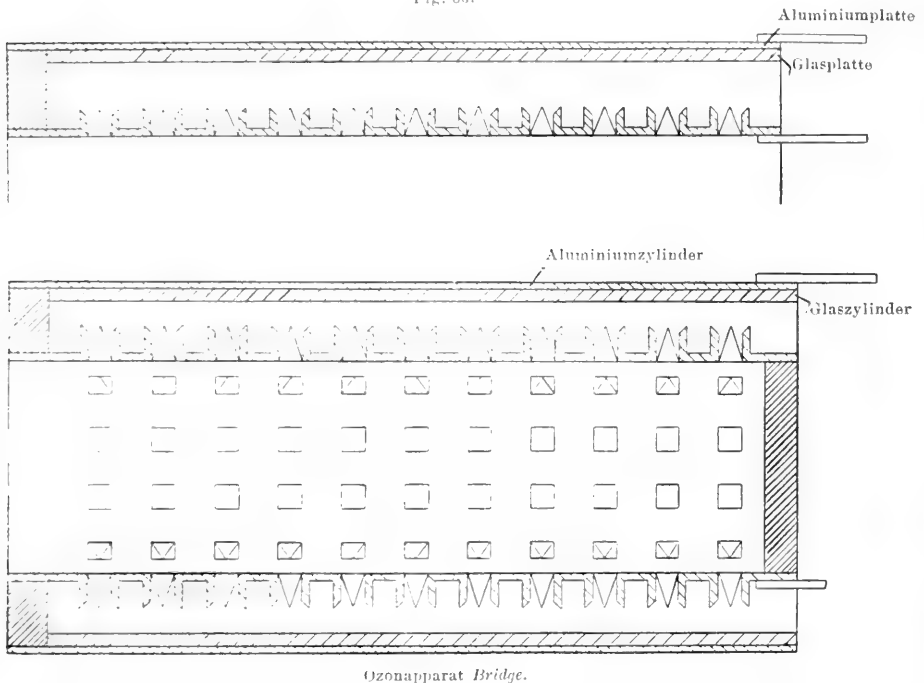 Aluminiumplatte
Glasplatte
Aluminiumzylinder
Glaszylinder
Ozonapparat Bridge.